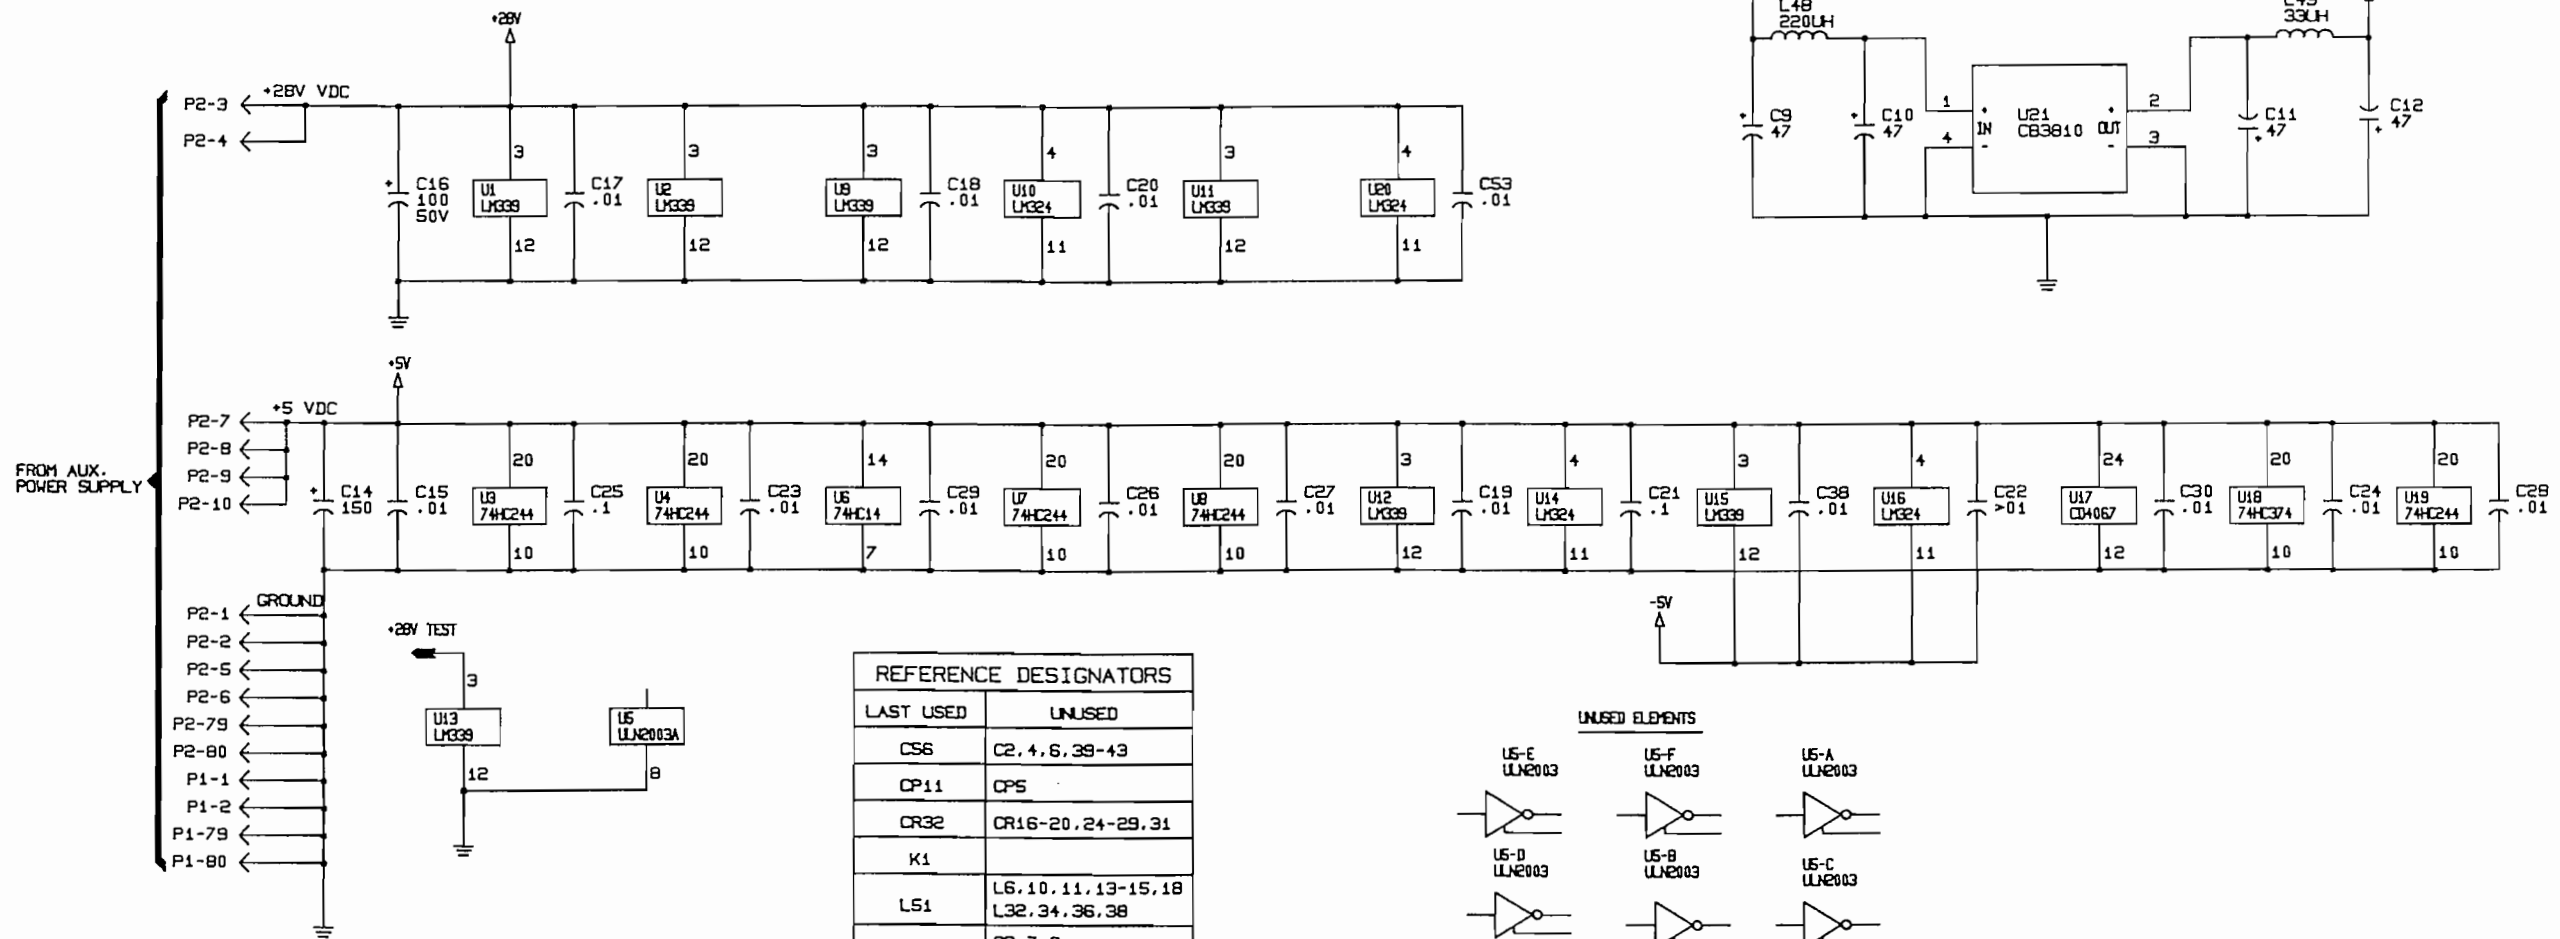 +28V
P2-3
+28V VDC
P2-4
C16
100
50V
3
U1
LM339
12
C17
.01
3
U2
LM339
12
3
U9
LM339
12
C18
.01
4
U10
LM324
11
C20
.01
3
U11
LM339
12
4
U20
LM324
11
C53
.01
L48
220UH
33UH
+
C9
47
+
C10
47
1
4
+
IN
-
U21
CB3810
+
OUT
-
2
3
C11
47
+
C12
47
+
+5V
+5 VDC
P2-7
P2-8
P2-9
P2-10
FROM AUX.
POWER SUPPLY
+
C14
150
C15
.01
20
U3
74HC244
10
C25
.1
20
U4
74HC244
10
C23
.01
14
U6
74HC14
7
C29
.01
20
U7
74HC244
10
C26
.01
20
U8
74HC244
10
C27
.01
3
U12
LM339
12
C19
.01
4
U14
LM324
11
C21
.1
3
U15
LM339
12
C38
.01
4
U16
LM324
11
C22
>01
24
U17
CD4067
12
C30
.01
20
U18
74HC374
10
C24
.01
20
U19
74HC244
10
C28
.01
-5V
GROUND
P2-1
P2-2
P2-5
P2-6
P2-79
P2-80
P1-1
P1-2
P1-79
P1-80
+28V TEST
3
U13
LM339
12
U5
ULN2003A
8
REFERENCE DESIGNATORS
LAST USED UNUSED
C56 C2,4,6,39-43
CP11 CP5
CR32 CR16-20,24-29,31
K1
L51 L6,10,11,13-15,18
L32,34,36,38
UNUSED ELEMENTS
U5-E
ULN2003
U5-F
ULN2003
U5-A
ULN2003
U5-D
ULN2003
U5-B
ULN2003
U5-C
ULN2003